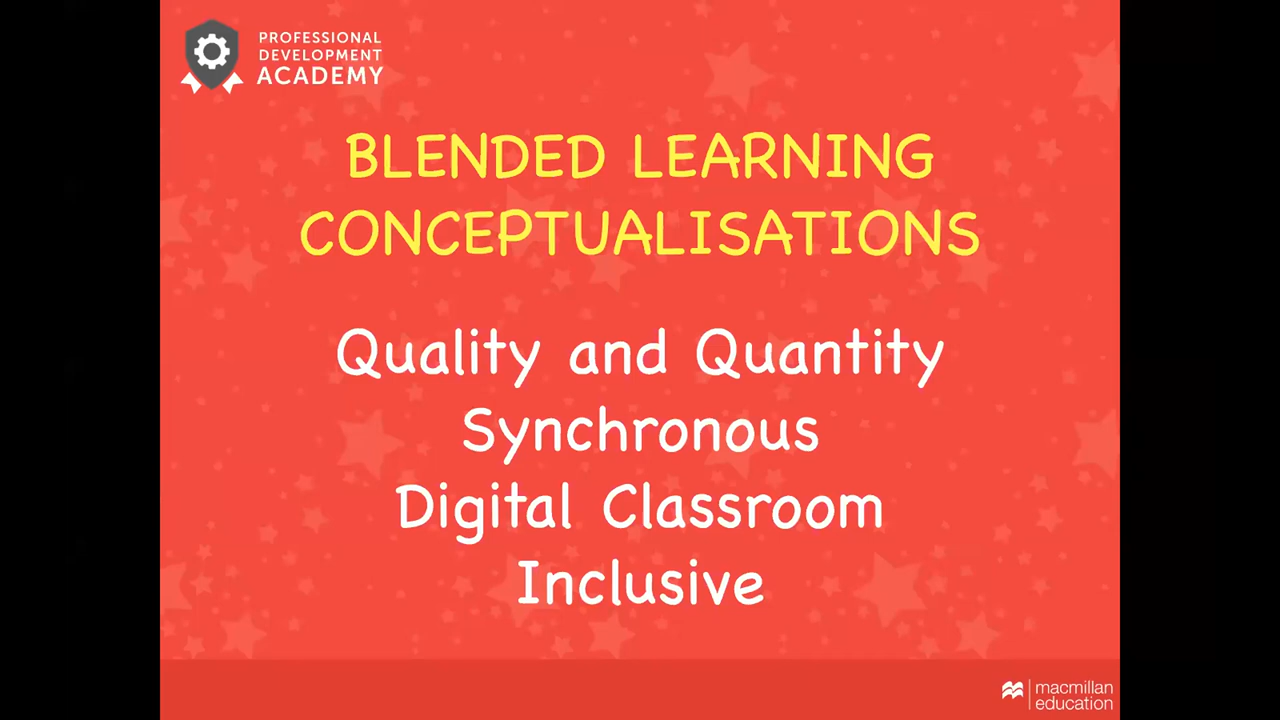 PROFESSIONAL
DEVELOPMENT
ACADEMY
BLENDED LEARNING
CONCEPTUALISATIONS
Quality and Quantity
Synchronous
Digital Classroom
Inclusive
macmillan
education